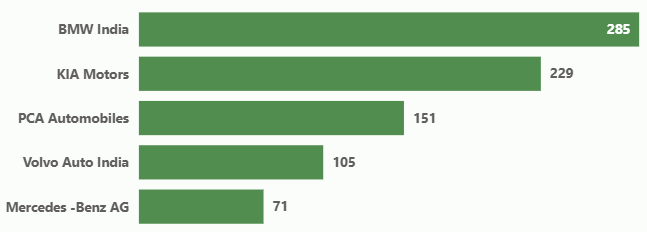 BMW India 285
KIA Motors 229
PCA Automobiles 151
Volvo Auto India 105
Mercedes -Benz AG 71